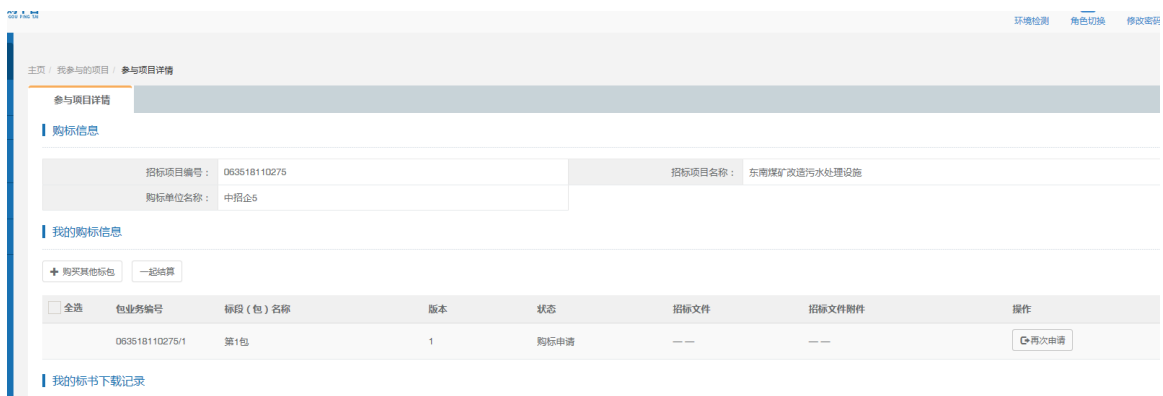 GOU PING TAI
环境检测 角色切换 修改密码
主页 / 我参与的项目 / 参与项目详情
参与项目详情
购标信息
招标项目编号： 063518110275 招标项目名称： 东南煤矿改造污水处理设施
购标单位名称： 中招企5
我的购标信息
购买其他标包 一起结算
全选 包业务编号 标段（包）名称 版本 状态 招标文件 招标文件附件 操作
063518110275/1 第1包 1 购标申请 —— —— 再次申请
我的标书下载记录